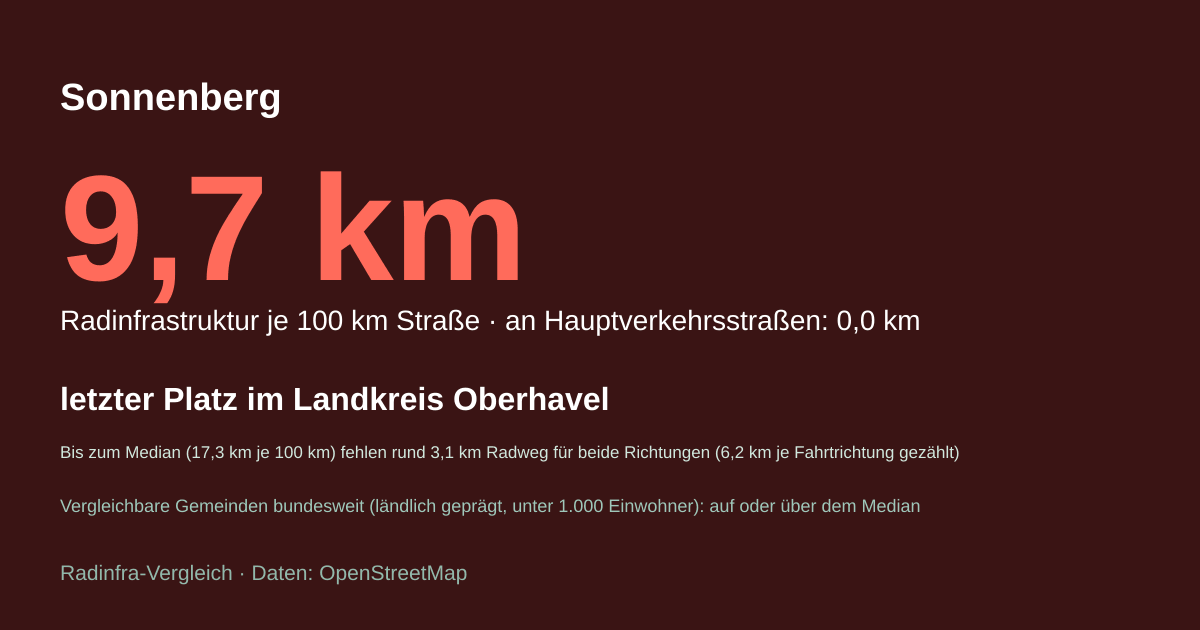 Sonnenberg
9,7 km
Radinfrastruktur je 100 km Straße · an Hauptverkehrsstraßen: 0,0 km
letzter Platz im Landkreis Oberhavel
Bis zum Median (17,3 km je 100 km) fehlen rund 3,1 km Radweg für beide Richtungen (6,2 km je Fahrtrichtung gezählt)
Vergleichbare Gemeinden bundesweit (ländlich geprägt, unter 1.000 Einwohner): auf oder über dem Median
Radinfra-Vergleich · Daten: OpenStreetMap